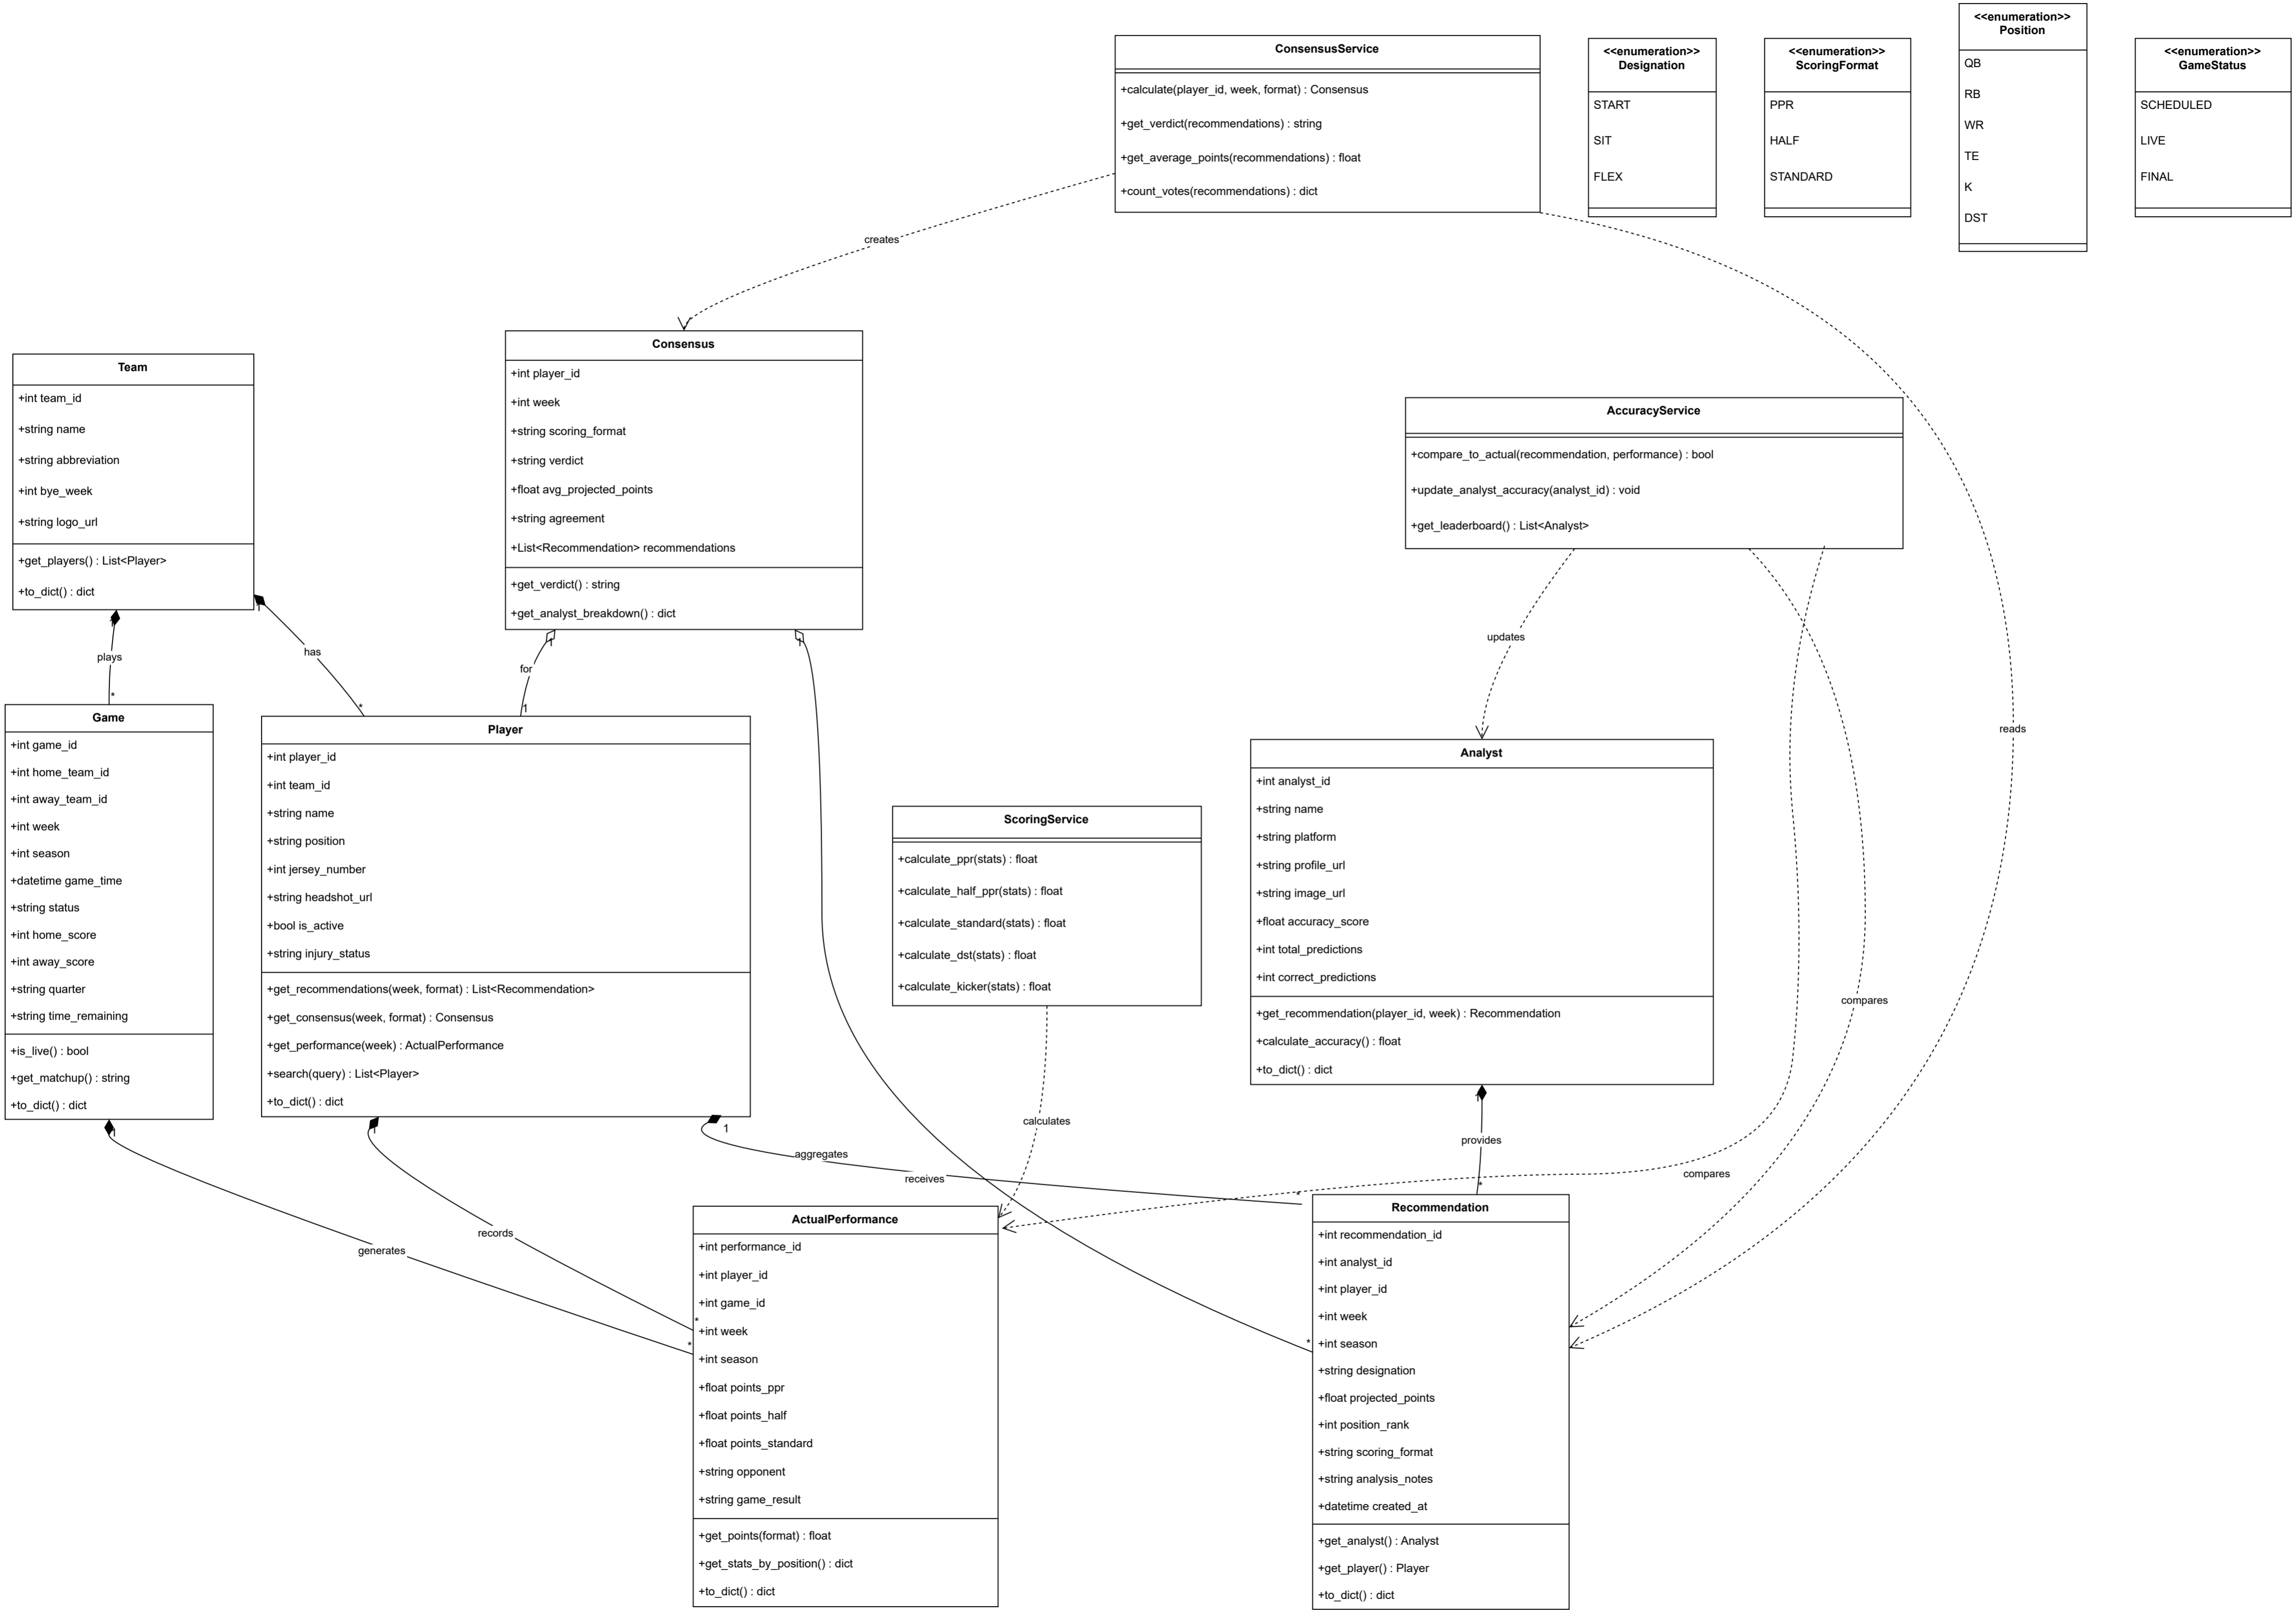 ConsensusService
+calculate(player_id, week, format) : Consensus
+get_verdict(recommendations) : string
+get_average_points(recommendations) : float
+count_votes(recommendations) : dict
<<enumeration>>
Designation
START
SIT
FLEX
<<enumeration>>
ScoringFormat
PPR
HALF
STANDARD
<<enumeration>>
Position
QB
RB
WR
TE
K
DST
<<enumeration>>
GameStatus
SCHEDULED
LIVE
FINAL
creates
Team
+int team_id
+string name
+string abbreviation
+int bye_week
+string logo_url
+get_players() : List<Player>
+to_dict() : dict
Consensus
+int player_id
+int week
+string scoring_format
+string verdict
+float avg_projected_points
+string agreement
+List<Recommendation> recommendations
+get_verdict() : string
+get_analyst_breakdown() : dict
AccuracyService
+compare_to_actual(recommendation, performance) : bool
+update_analyst_accuracy(analyst_id) : void
+get_leaderboard() : List<Analyst>
1
plays
*
1
has
*
1
for
1
1
updates
reads
Game
+int game_id
+int home_team_id
+int away_team_id
+int week
+int season
+datetime game_time
+string status
+int home_score
+int away_score
+string quarter
+string time_remaining
+is_live() : bool
+get_matchup() : string
+to_dict() : dict
Player
+int player_id
+int team_id
+string name
+string position
+int jersey_number
+string headshot_url
+bool is_active
+string injury_status
+get_recommendations(week, format) : List<Recommendation>
+get_consensus(week, format) : Consensus
+get_performance(week) : ActualPerformance
+search(query) : List<Player>
+to_dict() : dict
ScoringService
+calculate_ppr(stats) : float
+calculate_half_ppr(stats) : float
+calculate_standard(stats) : float
+calculate_dst(stats) : float
+calculate_kicker(stats) : float
Analyst
+int analyst_id
+string name
+string platform
+string profile_url
+string image_url
+float accuracy_score
+int total_predictions
+int correct_predictions
+get_recommendation(player_id, week) : Recommendation
+calculate_accuracy() : float
+to_dict() : dict
compares
1
1
1
1
calculates
provides
aggregates
receives
compares
*
*
records
generates
*
*
*
ActualPerformance
+int performance_id
+int player_id
+int game_id
+int week
+int season
+float points_ppr
+float points_half
+float points_standard
+string opponent
+string game_result
+get_points(format) : float
+get_stats_by_position() : dict
+to_dict() : dict
Recommendation
+int recommendation_id
+int analyst_id
+int player_id
+int week
+int season
+string designation
+float projected_points
+int position_rank
+string scoring_format
+string analysis_notes
+datetime created_at
+get_analyst() : Analyst
+get_player() : Player
+to_dict() : dict